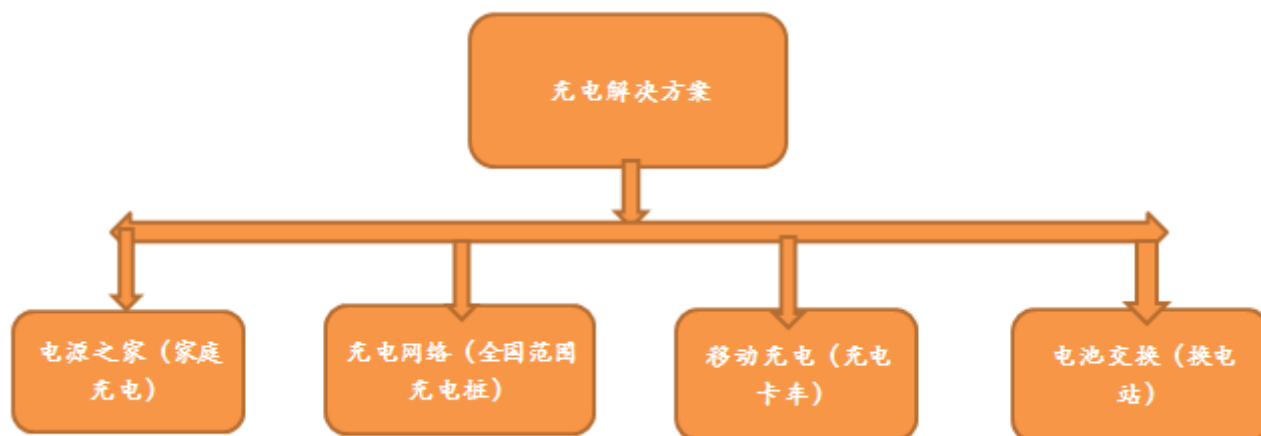 充电解决方案
电源之家（家庭
充电）
充电网络（全国范围
充电桩）
移动充电（充电
卡车）
电池交换（换电
站）